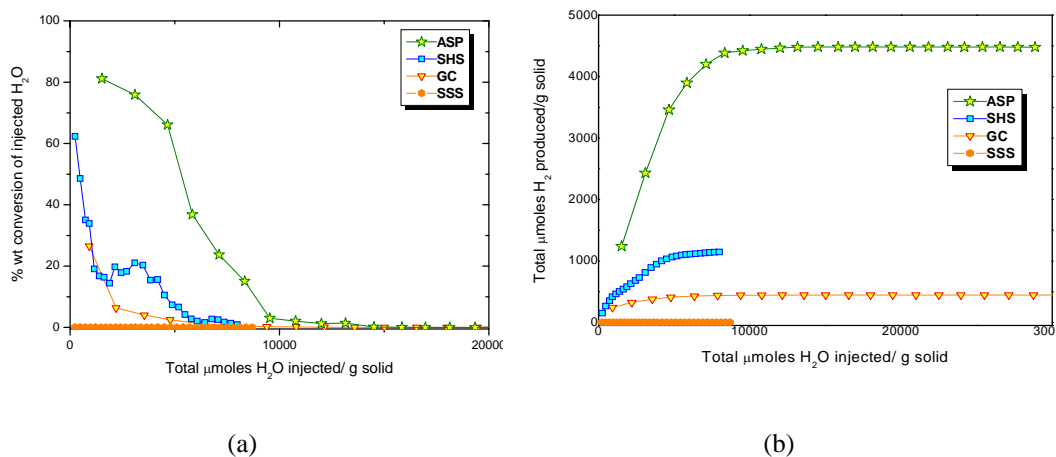 (a)
100
80
60
40
20
0
% wt conversion of injected H₂O
ASP
SHS
GC
SSS
0 10000 20000
Total μmoles H₂O injected/ g solid
(b)
5000
4000
3000
2000
1000
0
Total μmoles H₂ produced/g solid
ASP
SHS
GC
SSS
0 10000 20000 300
Total μmoles H₂O injected/ g solid
(a) (b)